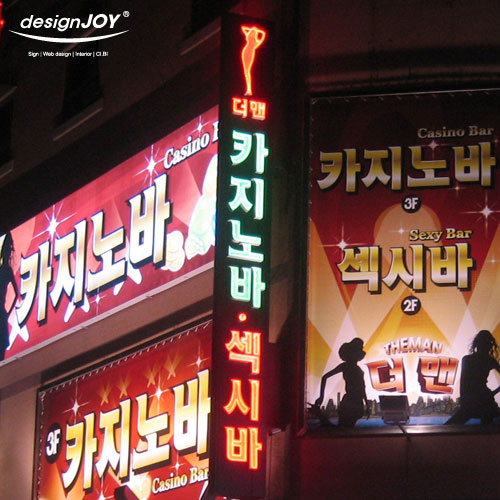 designJOY®
Sign | Web design | Interior | CI.BI
Casino Bar
카지노바
3F 카지노바
Casino Bar
더맨
카지노바·섹시바
Casino Bar
카지노바
3F
Sexy Bar
섹시바
2F
THEMAN
더맨